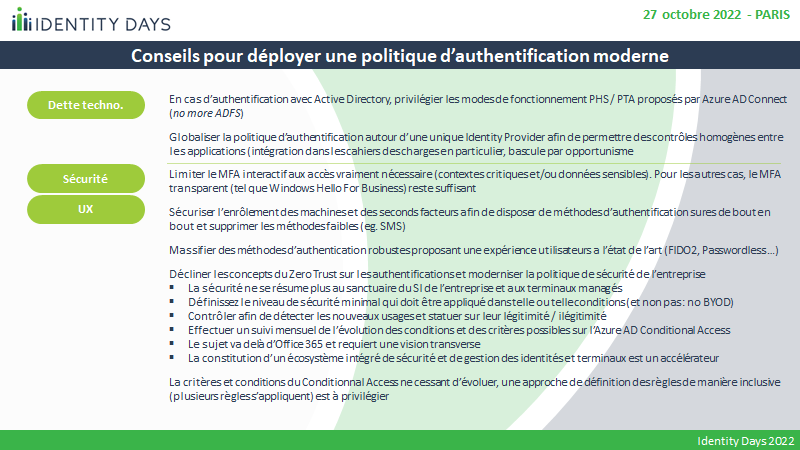 IDENTITY DAYS
27 octobre 2022 - PARIS
Conseils pour déployer une politique d'authentification moderne
Dette techno.
En cas d'authentification avec Active Directory, privilégier les modes de fonctionnement PHS / PTA proposés par Azure AD Connect
(no more ADFS)
Globaliser la politique d'authentification autour d'une unique Identity Provider afin de permettre des contrôles homogènes entre
les applications (intégration dans les cahiers des charges en particulier, bascule par opportunisme
Sécurité
UX
Limiter le MFA interactif aux accès vraiment nécessaire (contextes critiques et/ou données sensibles). Pour les autres cas, le MFA
transparent (tel que Windows Hello For Business) reste suffisant
Sécuriser l'enrôlement des machines et des seconds facteurs afin de disposer de méthodes d'authentification sures de bout en
bout et supprimer les méthodes faibles (eg. SMS)
Massifier des méthodes d'authentication robustes proposant une expérience utilisateurs a l'état de l'art (FIDO2, Passwordless...)
Décliner les concepts du Zero Trust sur les authentifications et moderniser la politique de sécurité de l'entreprise
▪ La sécurité ne se résume plus au sanctuaire du SI de l'entreprise et aux terminaux managés
▪ Définissez le niveau de sécurité minimal qui doit être appliqué dans telle ou telle conditions (et non pas : no BYOD)
▪ Contrôler afin de détecter les nouveaux usages et statuer sur leur légitimité / ilégitimité
▪ Effectuer un suivi mensuel de l'évolution des conditions et des critères possibles sur l'Azure AD Conditional Access
▪ Le sujet va delà d'Office 365 et requiert une vision transverse
▪ La constitution d'un écosystème intégré de sécurité et de gestion des identités et terminaux est un accélérateur
La critères et conditions du Conditionnal Access ne cessant d'évoluer, une approche de définition des règles de manière inclusive
(plusieurs règles s'appliquent) est à privilégier
Identity Days 2022